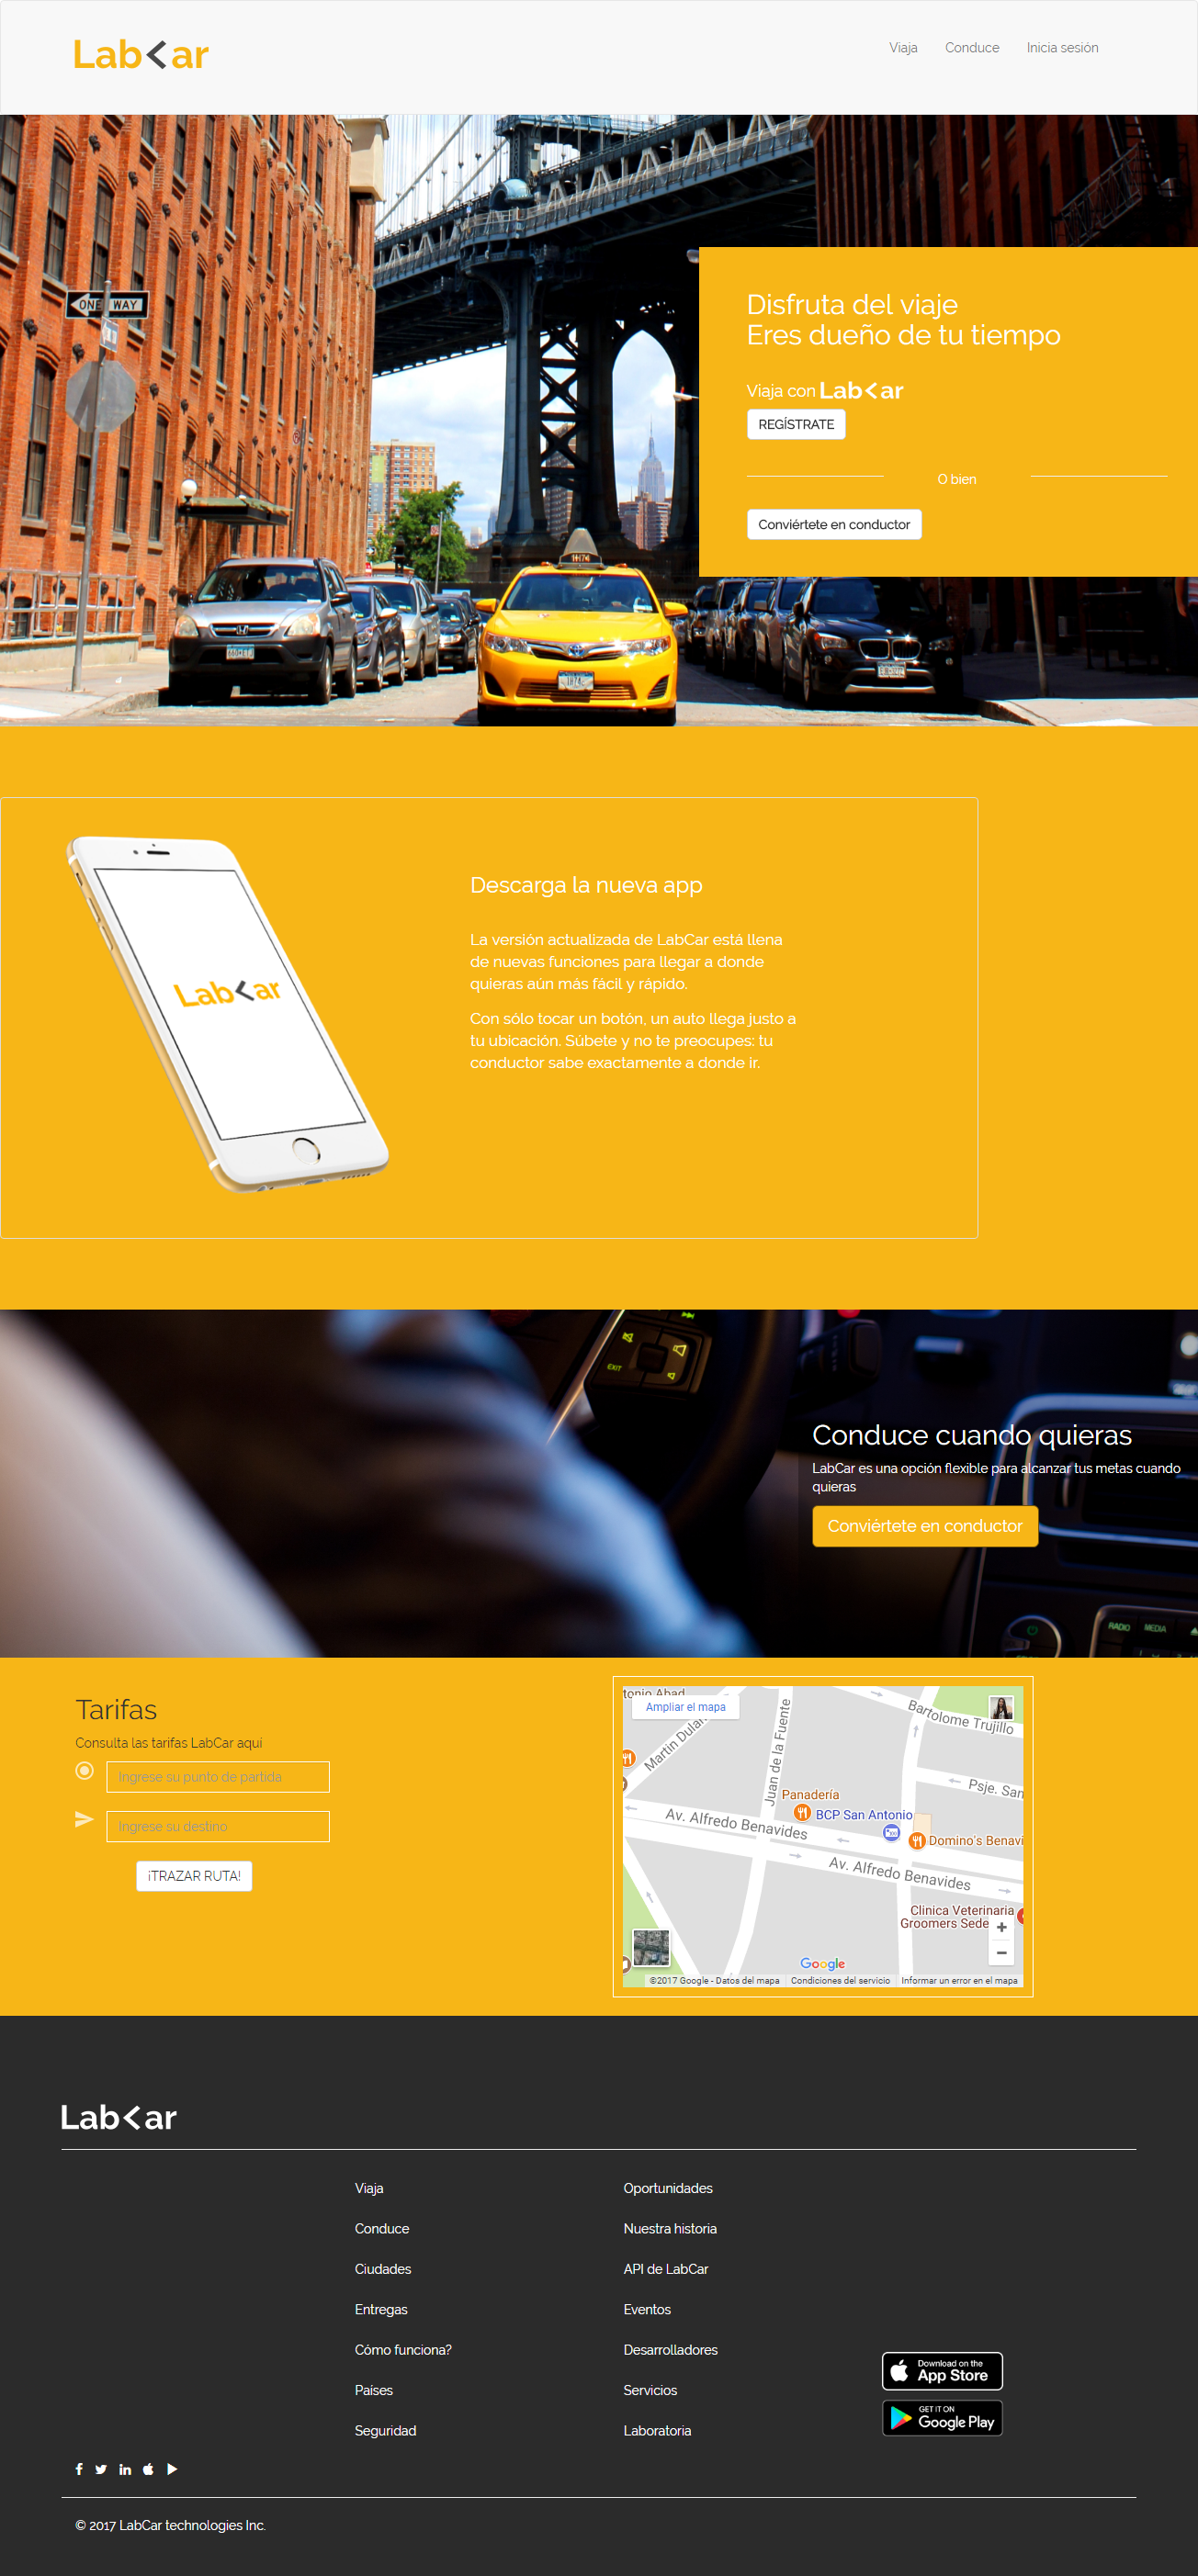 Lab<ar
Viaja Conduce Inicia sesión
ONE WAY
Disfruta del viaje
Eres dueño de tu tiempo
Viaja con Lab<ar
REGÍSTRATE
O bien
Conviértete en conductor
1H74
Descarga la nueva app
La versión actualizada de LabCar está llena
de nuevas funciones para llegar a donde
quieras aún más fácil y rápido.
Con sólo tocar un botón, un auto llega justo a
tu ubicación. Súbete y no te preocupes: tu
conductor sabe exactamente a donde ir.
Lab<ar
EXIT
Conduce cuando quieras
LabCar es una opción flexible para alcanzar tus metas cuando
quieras
Conviértete en conductor
RADIO MEDIA
Tarifas
Consulta las tarifas LabCar aquí
Ingrese su punto de partida
Ingrese su destino
¡TRAZAR RUTA!
tonio Abad
Ampliar el mapa
Martin Dular
Juan de la Fuente
Bartolome Trujillo
Psje. San
Panadería
BCP San Antonio
Av. Alfredo Benavides
Domino's Benavi
Av. Alfredo Benavides
Clinica Veterinaria
Groomers Sede
+
−
Google
©2017 Google - Datos del mapa Condiciones del servicio Informar un error en el mapa
Lab<ar
Viaja
Conduce
Ciudades
Entregas
Cómo funciona?
Países
Seguridad
Oportunidades
Nuestra historia
API de LabCar
Eventos
Desarrolladores
Servicios
Laboratoria
Download on the
App Store
GET IT ON
Google Play
© 2017 LabCar technologies Inc.